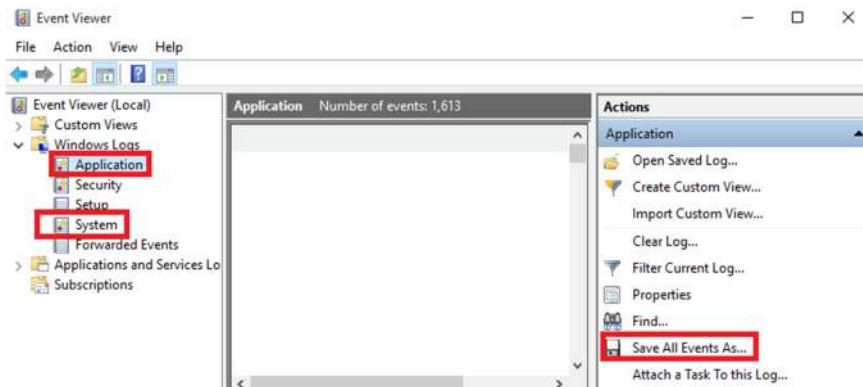 Event Viewer
File Action View Help
Event Viewer (Local)
Custom Views
Windows Logs
Application
Security
Setup
System
Forwarded Events
Applications and Services Lo
Subscriptions
Application Number of events: 1,613
Actions
Application
Open Saved Log...
Create Custom View...
Import Custom View...
Clear Log...
Filter Current Log...
Properties
Find...
Save All Events As...
Attach a Task To this Log...